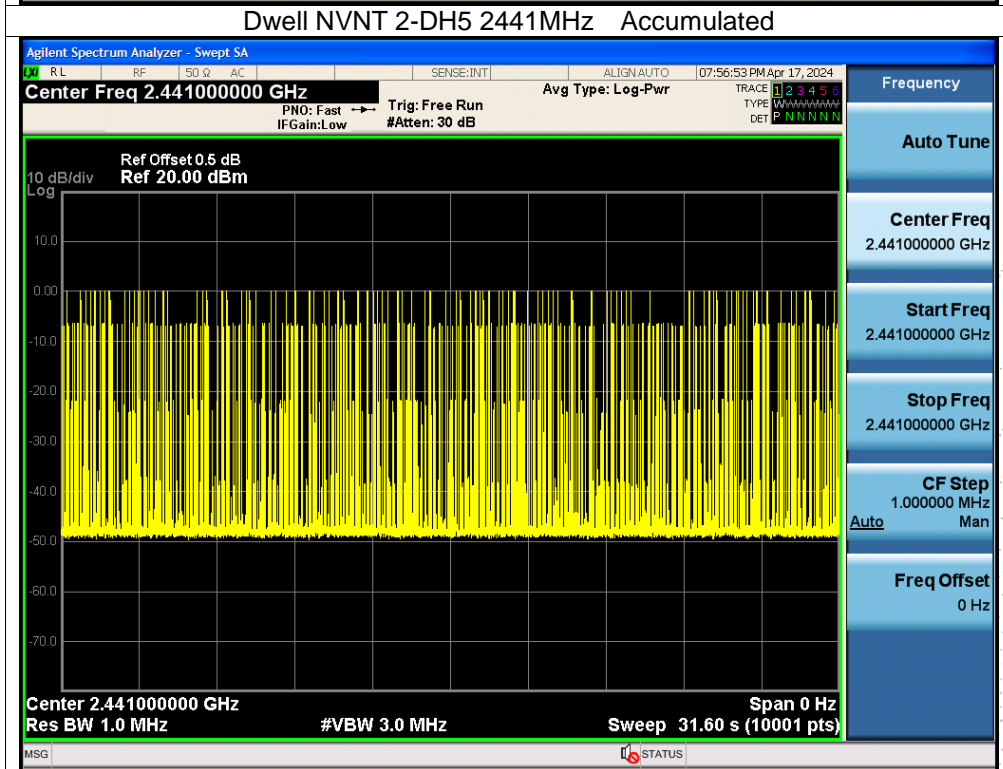 Dwell NVNT 2-DH5 2441MHz Accumulated
Agilent Spectrum Analyzer - Swept SA
LXI RL RF 50 Ω AC SENSE:INT ALIGN AUTO 07:56:53 PM Apr 17, 2024
Center Freq 2.441000000 GHz Avg Type: Log-Pwr TRACE 1 2 3 4 5 6
PNO: Fast Trig: Free Run TYPE WWWWWW
IFGain:Low #Atten: 30 dB DET P N N N N N
Frequency
Auto Tune
Ref Offset 0.5 dB
10 dB/div Ref 20.00 dBm
Log
10.0
0.00
-10.0
-20.0
-30.0
-40.0
-50.0
-60.0
-70.0
Center Freq
2.441000000 GHz
Start Freq
2.441000000 GHz
Stop Freq
2.441000000 GHz
CF Step
1.000000 MHz
Auto Man
Freq Offset
0 Hz
Center 2.441000000 GHz Span 0 Hz
Res BW 1.0 MHz #VBW 3.0 MHz Sweep 31.60 s (10001 pts)
MSG STATUS